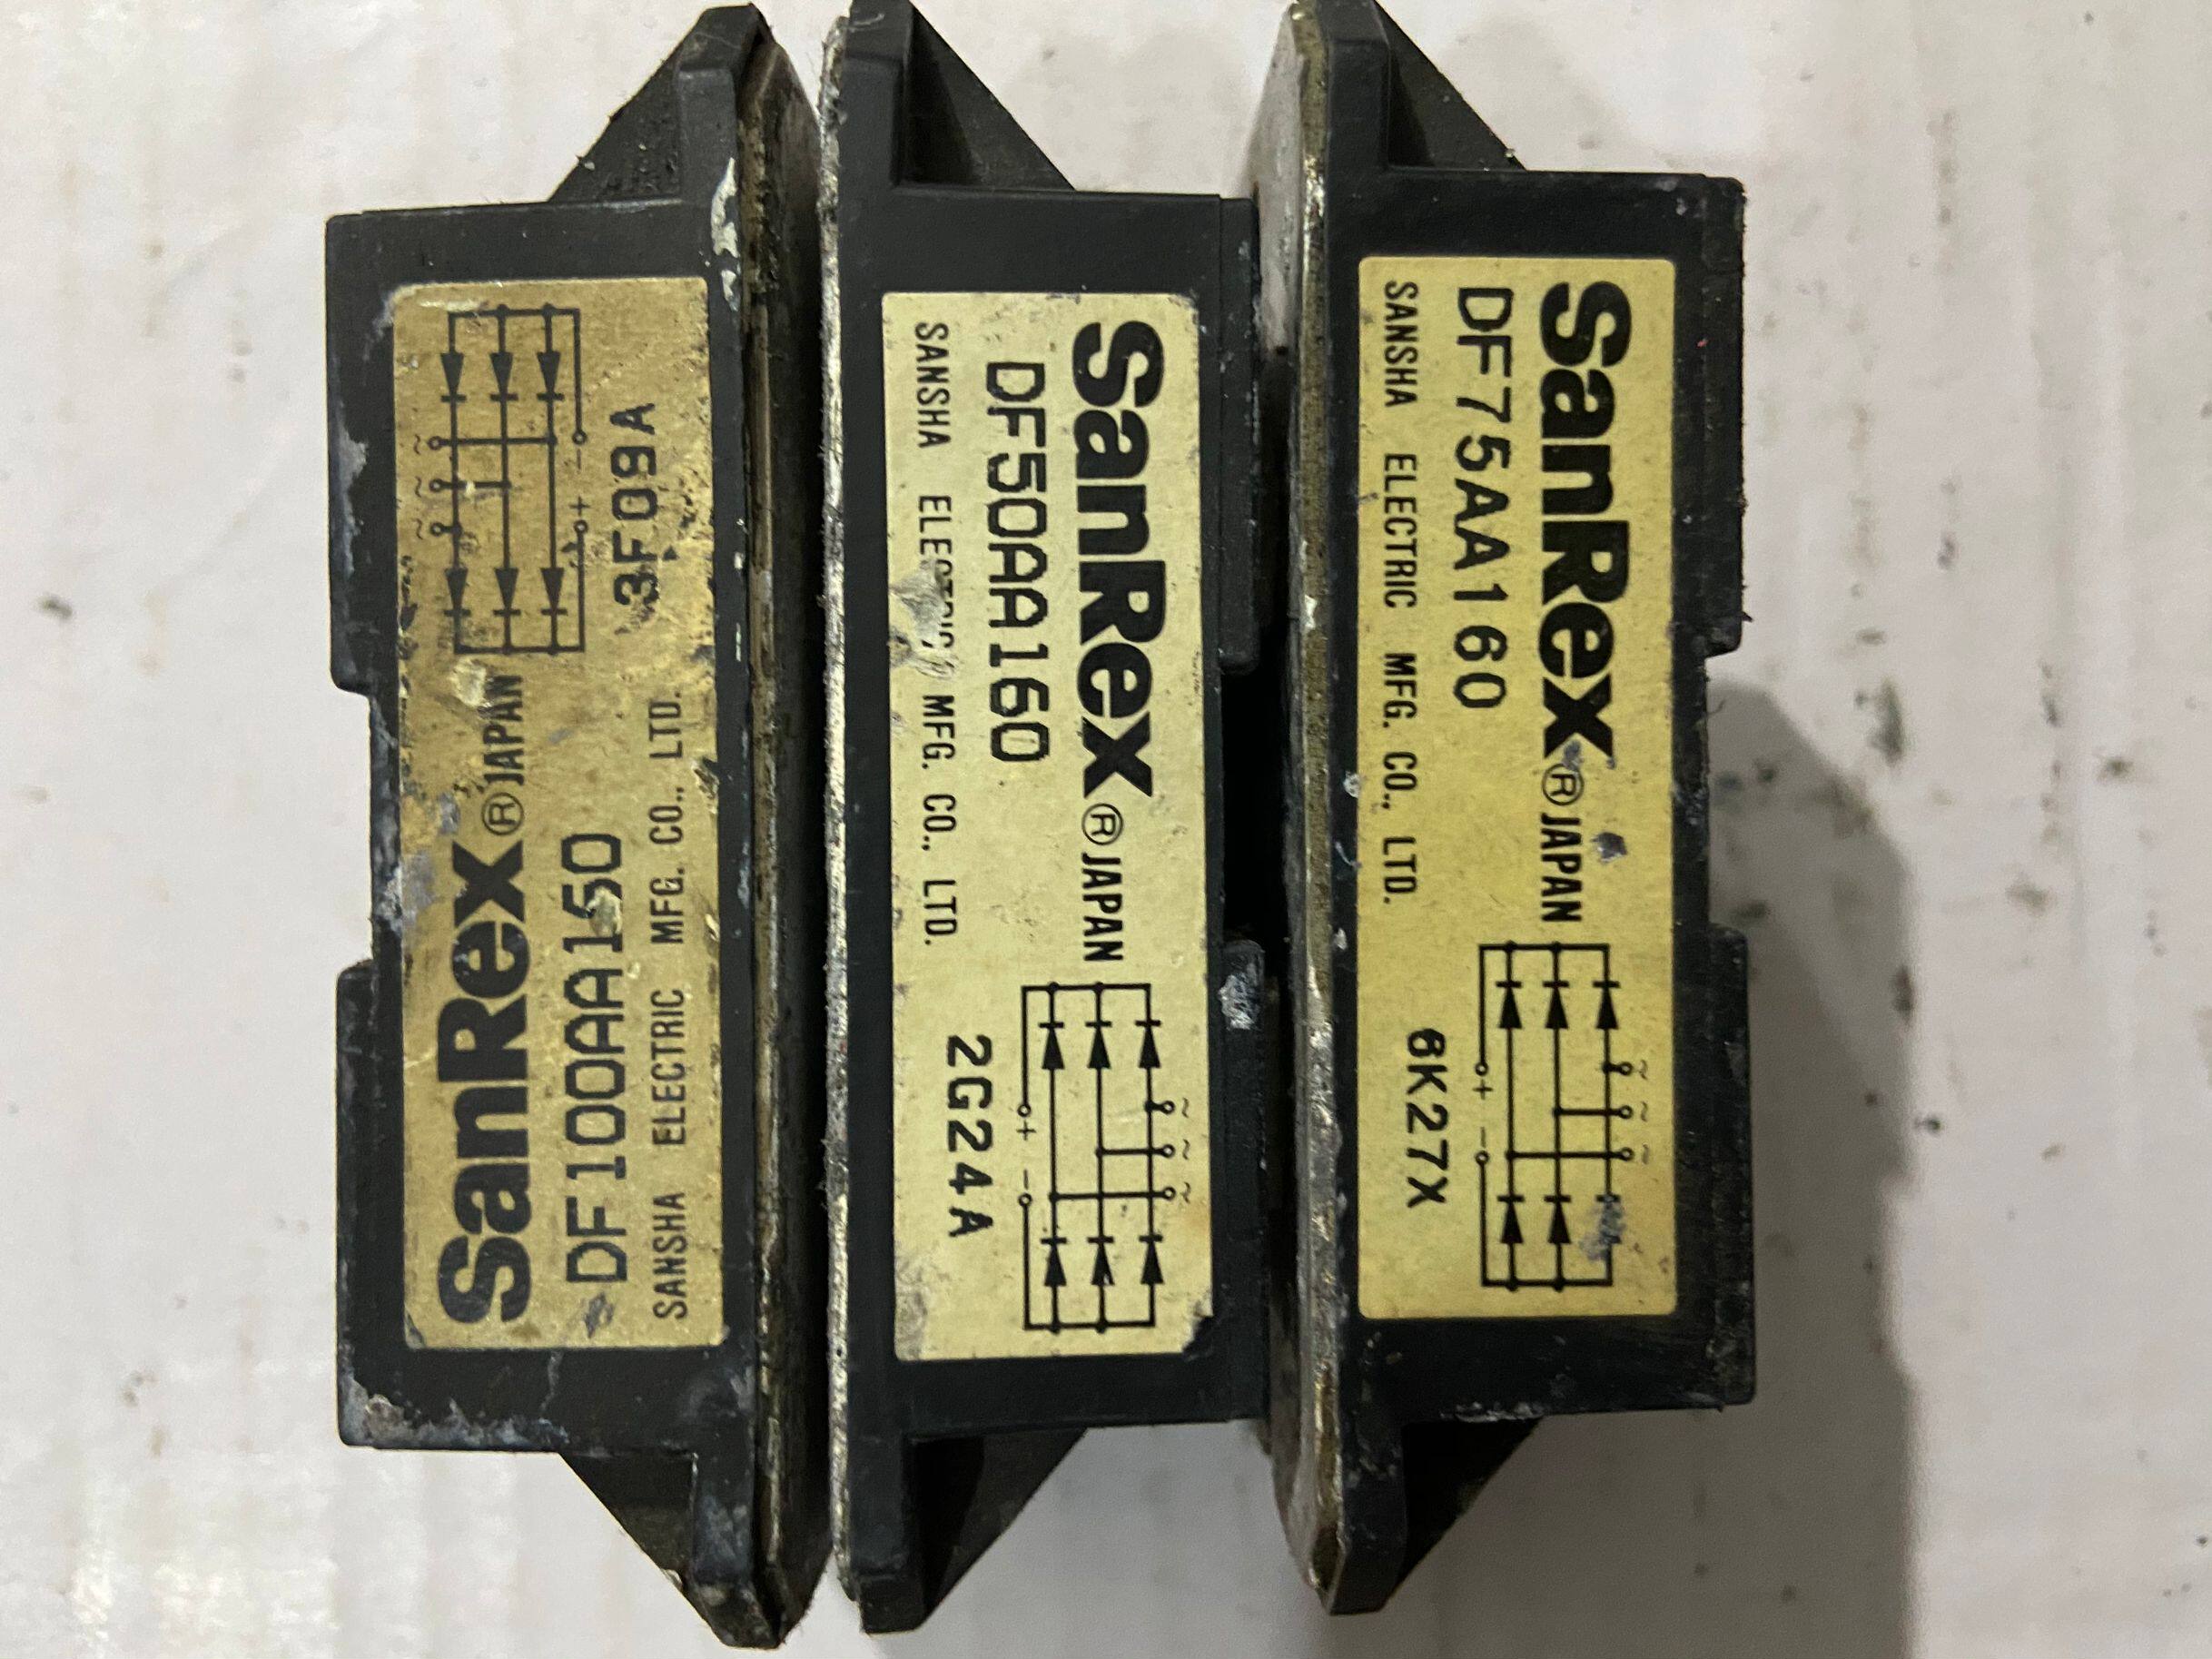 SanRex ® JAPAN
DF100AA160
SANSHA ELECTRIC MFG. CO., LTD.
3F09A
~ ~ ~
- +
SanRex ® JAPAN
DF50AA160
SANSHA ELECTRIC MFG. CO., LTD.
2G24A
~ ~ ~
+ -
SanRex ® JAPAN
DF75AA160
SANSHA ELECTRIC MFG. CO., LTD.
6K27X
~ ~ ~
+ -